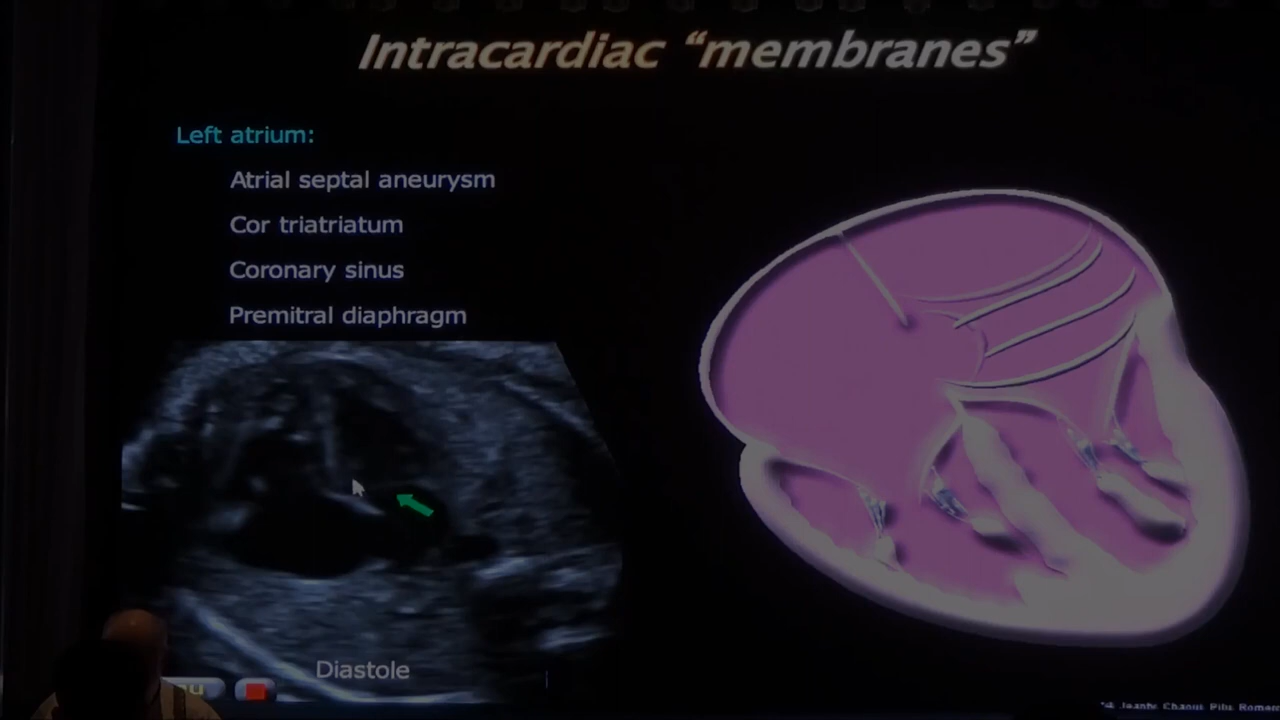 Intracardiac “membranes”
Left atrium:
Atrial septal aneurysm
Cor triatriatum
Coronary sinus
Premitral diaphragm
Diastole